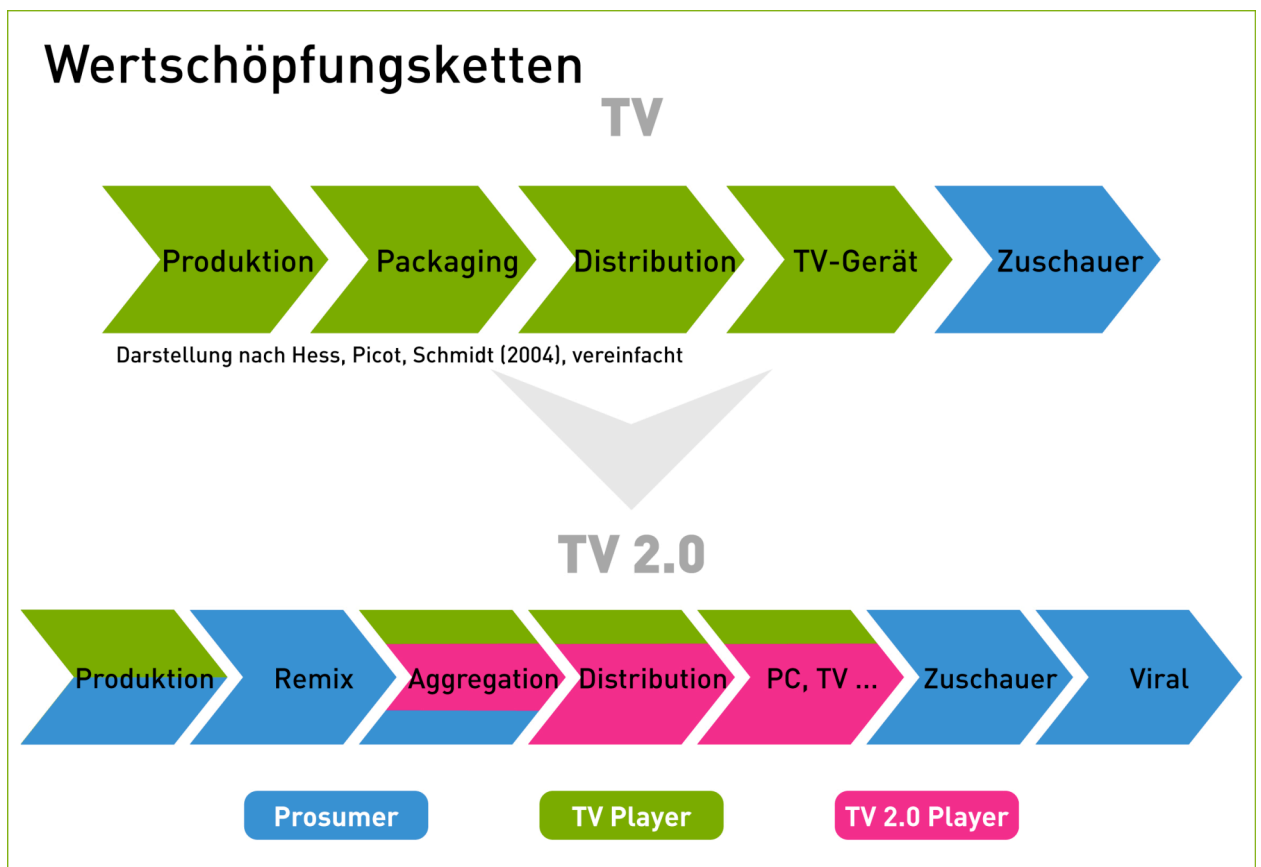 Wertschöpfungsketten
TV
Produktion
Packaging
Distribution
TV-Gerät
Zuschauer
Darstellung nach Hess, Picot, Schmidt (2004), vereinfacht
TV 2.0
Produktion
Remix
Aggregation
Distribution
PC, TV ...
Zuschauer
Viral
Prosumer
TV Player
TV 2.0 Player